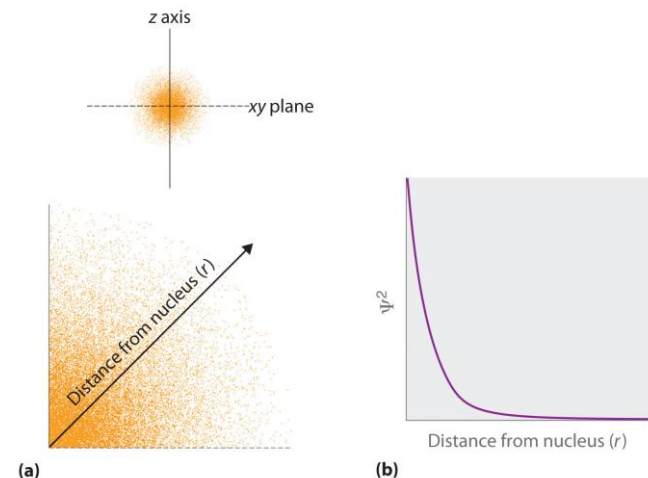 z axis
xy plane
Distance from nucleus (r)
(a)
Ψ²
Distance from nucleus (r)
(b)